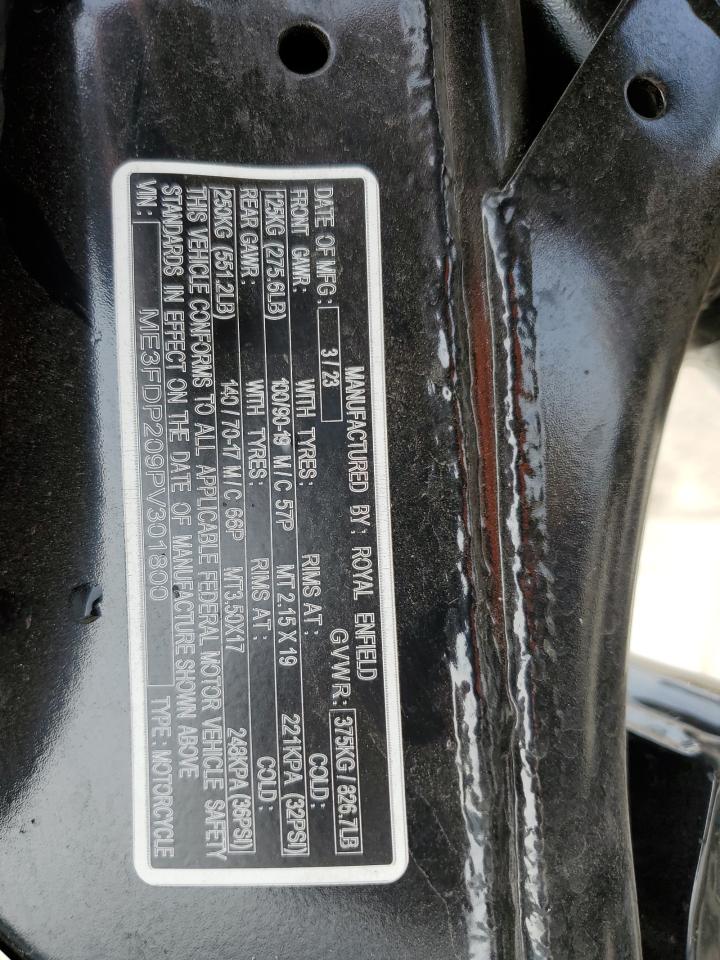 MANUFACTURED BY: ROYAL ENFIELD
DATE OF MFG: 3/23 GVWR: 375KG / 826.7LB
FRONT GAWR: WITH TYRES: RIMS AT: COLD:
125KG (275.6LB) 100/90-19 M/C 57P MT 2.15 X 19 221KPA (32PSI)
REAR GAWR: WITH TYRES: RIMS AT: COLD:
250KG (551.2LB) 140/70-17 M/C 66P MT3.50X17 248KPA (36PSI)
THIS VEHICLE CONFORMS TO ALL APPLICABLE FEDERAL MOTOR VEHICLE SAFETY
STANDARDS IN EFFECT ON THE DATE OF MANUFACTURE SHOWN ABOVE
VIN: ME3FDP209PV301800 TYPE: MOTORCYCLE